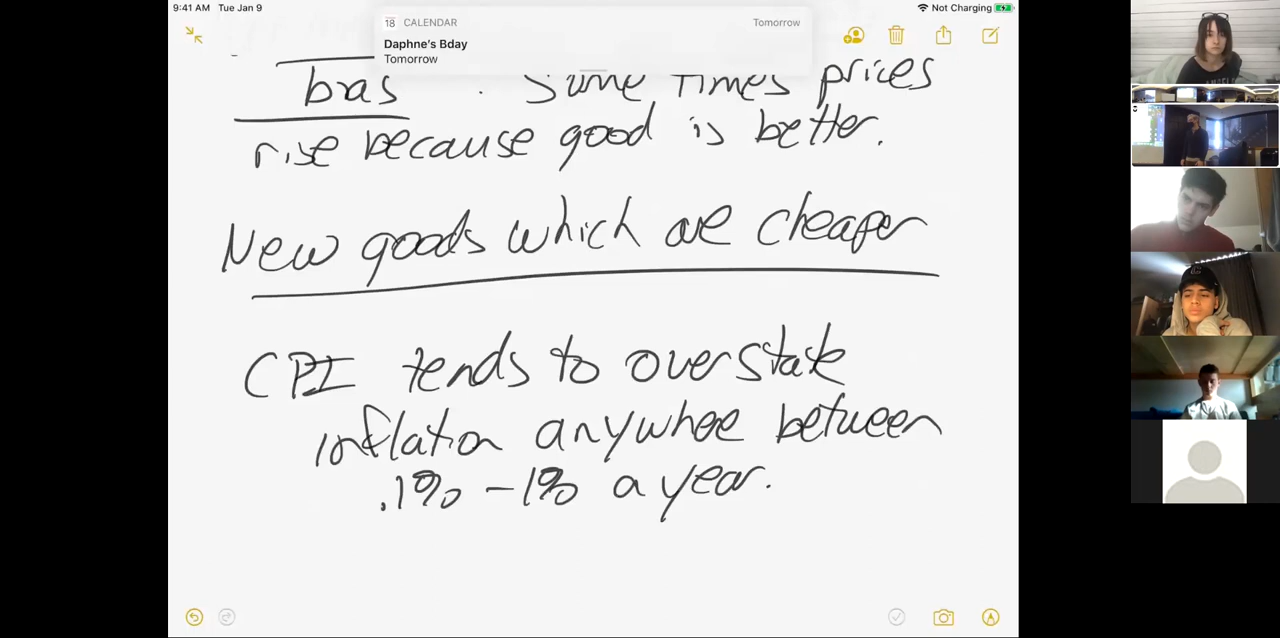 9:41 AM Tue Jan 9
Not Charging
18 CALENDAR Tomorrow
Daphne's Bday
Tomorrow
bias . Some Times prices
rise because good is better.
New goods which are cheaper
CPI tends to overstate
inflation anywhere between
.1% - 1% a year.